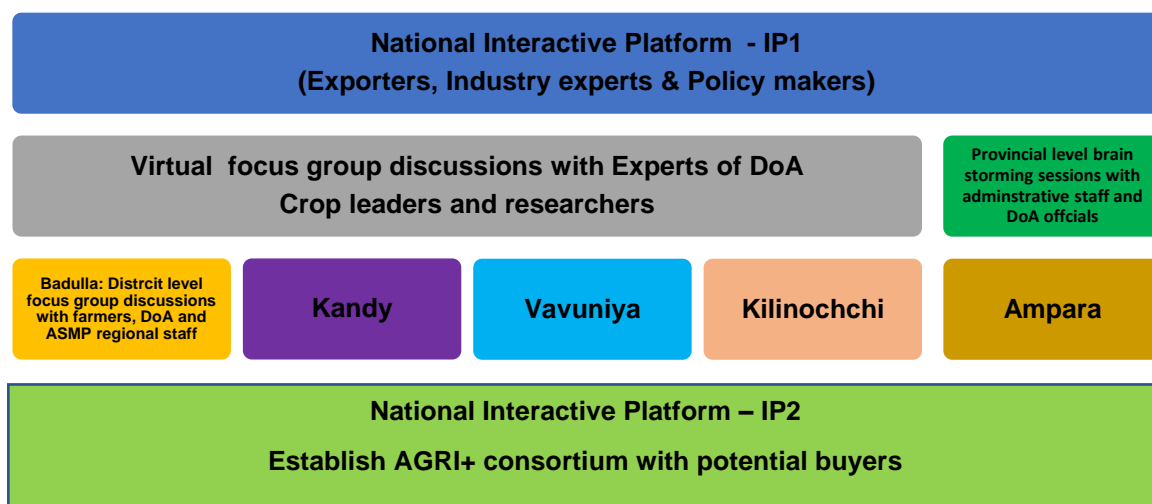 National Interactive Platform - IP1
(Exporters, Industry experts & Policy makers)
Virtual focus group discussions with Experts of DoA
Crop leaders and researchers
Provincial level brain
storming sessions with
adminstrative staff and
DoA offcials
Badulla: Distrcit level
focus group discussions
with farmers, DoA and
ASMP regional staff
Kandy
Vavuniya
Kilinochchi
Ampara
National Interactive Platform – IP2
Establish AGRI+ consortium with potential buyers